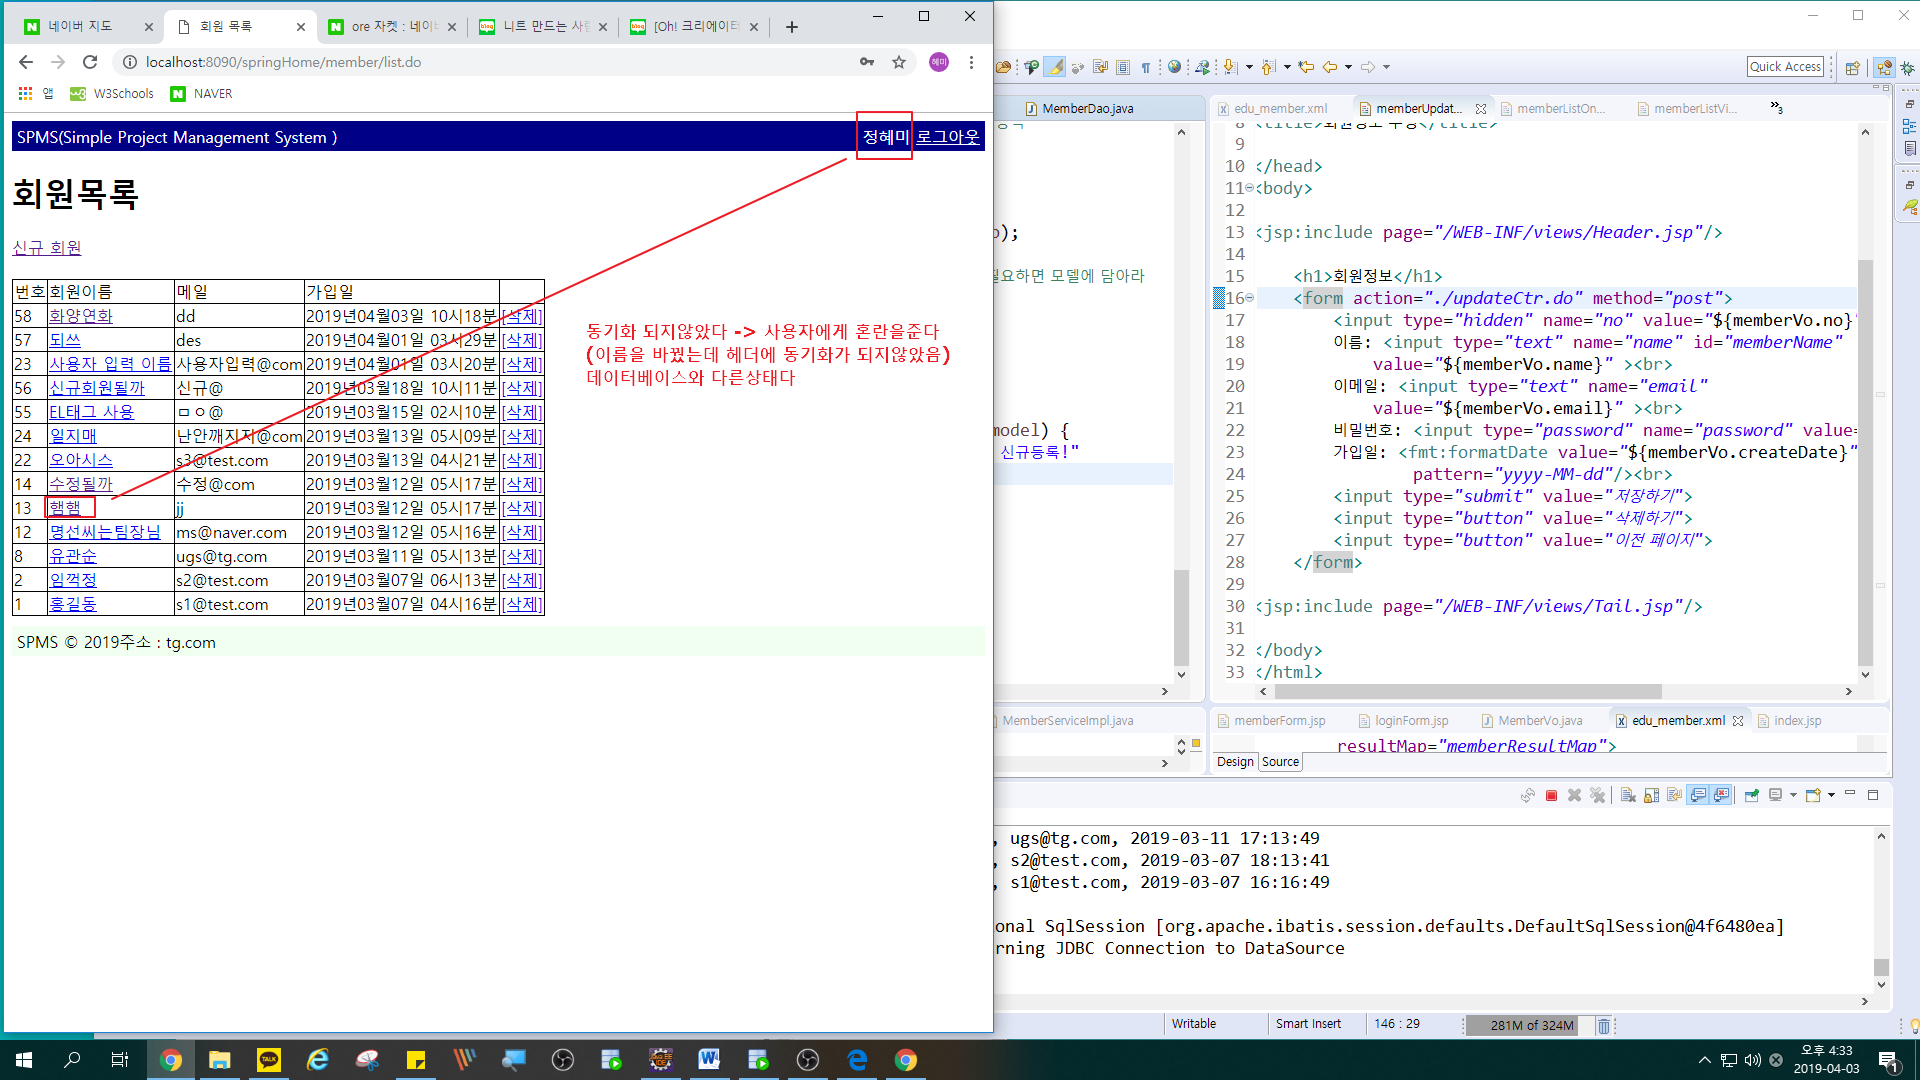 네이버 지도
회원 목록
ore 자켓 : 네이버
니트 만드는 사람
[Oh! 크리에이터
localhost:8090/springHome/member/list.do
혜미
앱 W3Schools NAVER
SPMS(Simple Project Management System ) 정혜미 로그아웃
회원목록
신규 회원
번호 회원이름 메일 가입일
58 화양연화 dd 2019년04월03일 10시18분 [삭제]
57 되쓰 des 2019년04월01일 03시29분 [삭제]
23 사용자 입력 이름 사용자입력@com 2019년04월01일 03시20분 [삭제]
56 신규회원될까 신규@ 2019년03월18일 10시11분 [삭제]
55 EL태그 사용 ㅁㅇ@ 2019년03월15일 02시10분 [삭제]
24 일지매 난안깨지지@com 2019년03월13일 05시09분 [삭제]
22 오아시스 s3@test.com 2019년03월13일 04시21분 [삭제]
14 수정될까 수정@com 2019년03월12일 05시17분 [삭제]
13 햄햄 jj 2019년03월12일 05시17분 [삭제]
12 명선씨는팀장님 ms@naver.com 2019년03월12일 05시16분 [삭제]
8 유관순 ugs@tg.com 2019년03월11일 05시13분 [삭제]
2 임꺽정 s2@test.com 2019년03월07일 06시13분 [삭제]
1 홍길동 s1@test.com 2019년03월07일 04시16분 [삭제]
동기화 되지않았다 -> 사용자에게 혼란을준다
(이름을 바꿨는데 헤더에 동기화가 되지않았음)
데이터베이스와 다른상태다
SPMS © 2019주소 : tg.com
Quick Access
MemberDao.java
o);
필요하면 모델에 담아라
model) {
신규등록!"
edu_member.xml memberUpdat... memberListOn... memberListVi... »3
8 <title>회원정보 수정</title>
9
10 </head>
11 <body>
12
13 <jsp:include page="/WEB-INF/views/Header.jsp"/>
14
15 <h1>회원정보</h1>
16 <form action="./updateCtr.do" method="post">
17 <input type="hidden" name="no" value="${memberVo.no}"
18 이름: <input type="text" name="name" id="memberName"
19 value="${memberVo.name}" ><br>
20 이메일: <input type="text" name="email"
21 value="${memberVo.email}" ><br>
22 비밀번호: <input type="password" name="password" value=
23 가입일: <fmt:formatDate value="${memberVo.createDate}"
24 pattern="yyyy-MM-dd"/><br>
25 <input type="submit" value="저장하기">
26 <input type="button" value="삭제하기">
27 <input type="button" value="이전 페이지">
28 </form>
29
30 <jsp:include page="/WEB-INF/views/Tail.jsp"/>
31
32 </body>
33 </html>
MemberServiceImpl.java
memberForm.jsp loginForm.jsp MemberVo.java edu_member.xml index.jsp
resultMap="memberResultMap">
Design Source
, ugs@tg.com, 2019-03-11 17:13:49
, s2@test.com, 2019-03-07 18:13:41
, s1@test.com, 2019-03-07 16:16:49
onal SqlSession [org.apache.ibatis.session.defaults.DefaultSqlSession@4f6480ea]
rning JDBC Connection to DataSource
Writable Smart Insert 146 : 29 281M of 324M
TALK
오후 4:33
2019-04-03
1